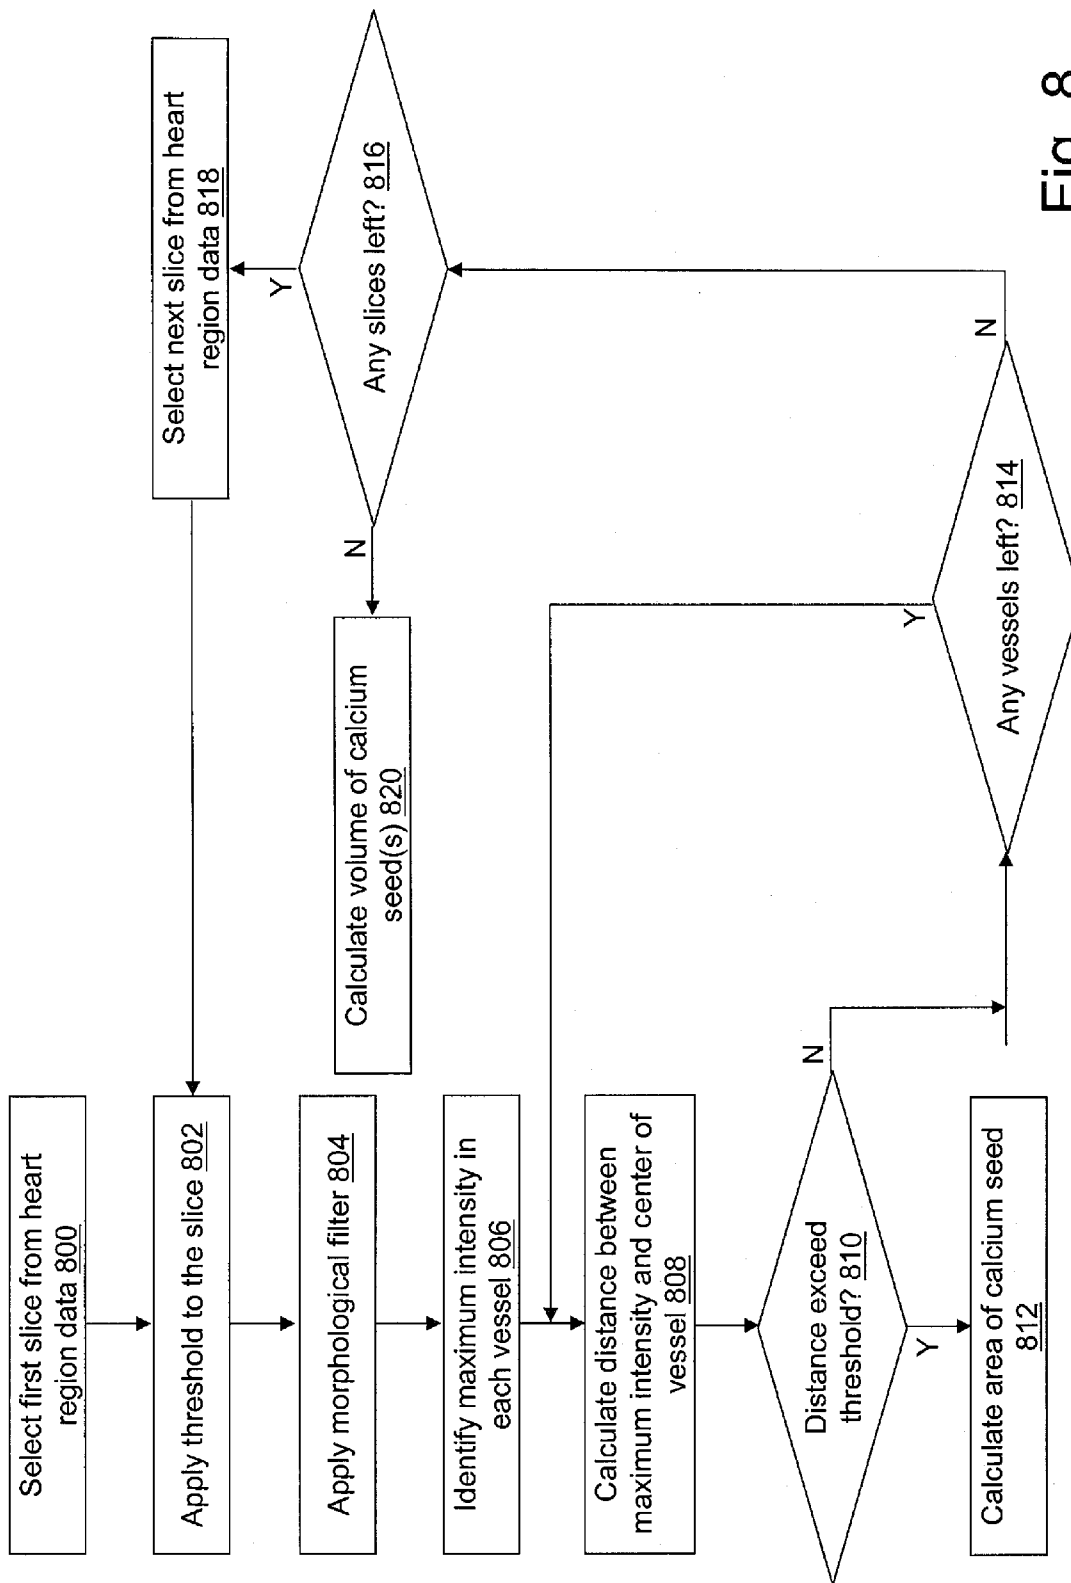 Select first slice from heart
region data 800
Apply threshold to the slice 802
Apply morphological filter 804
Identify maximum intensity in
each vessel 806
Calculate distance between
maximum intensity and center of
vessel 808
Distance exceed
threshold? 810
N
Y
Calculate area of calcium seed
812
Any vessels left? 814
Y
N
Any slices left? 816
Y
N
Select next slice from heart
region data 818
Calculate volume of calcium
seed(s) 820
Fig. 8